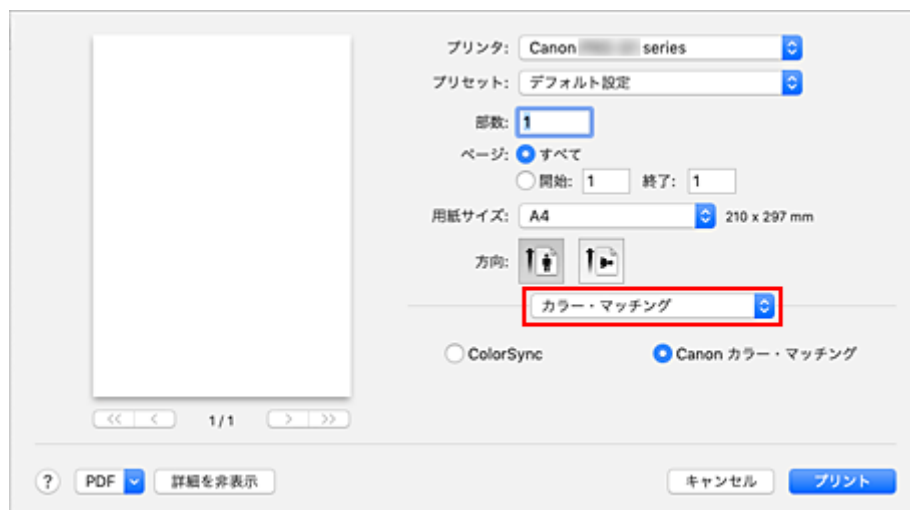 プリンタ: Canon series
プリセット: デフォルト設定
部数: 1
ページ: すべて
開始: 1 終了: 1
用紙サイズ: A4 210 x 297 mm
方向:
カラー・マッチング
ColorSync Canon カラー・マッチング
<< < 1/1 > >>
? PDF 詳細を非表示 キャンセル プリント